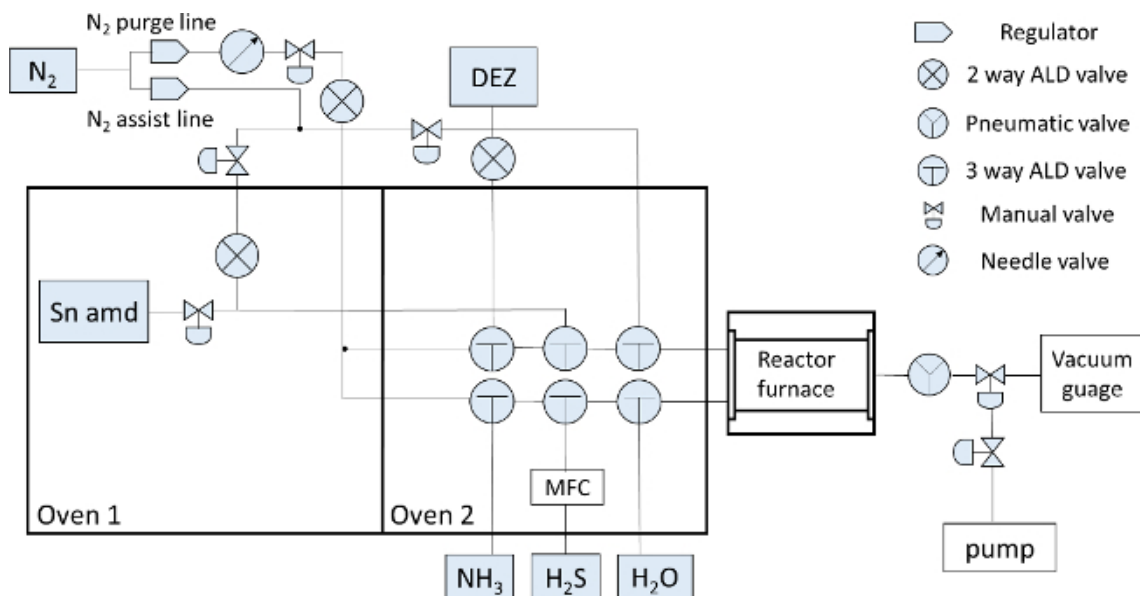 N₂ purge line
N₂
N₂ assist line
DEZ
Regulator
2 way ALD valve
Pneumatic valve
3 way ALD valve
Manual valve
Needle valve
Sn amd
Reactor
furnace
Vacuum
guage
MFC
Oven 1
Oven 2
pump
NH₃
H₂S
H₂O